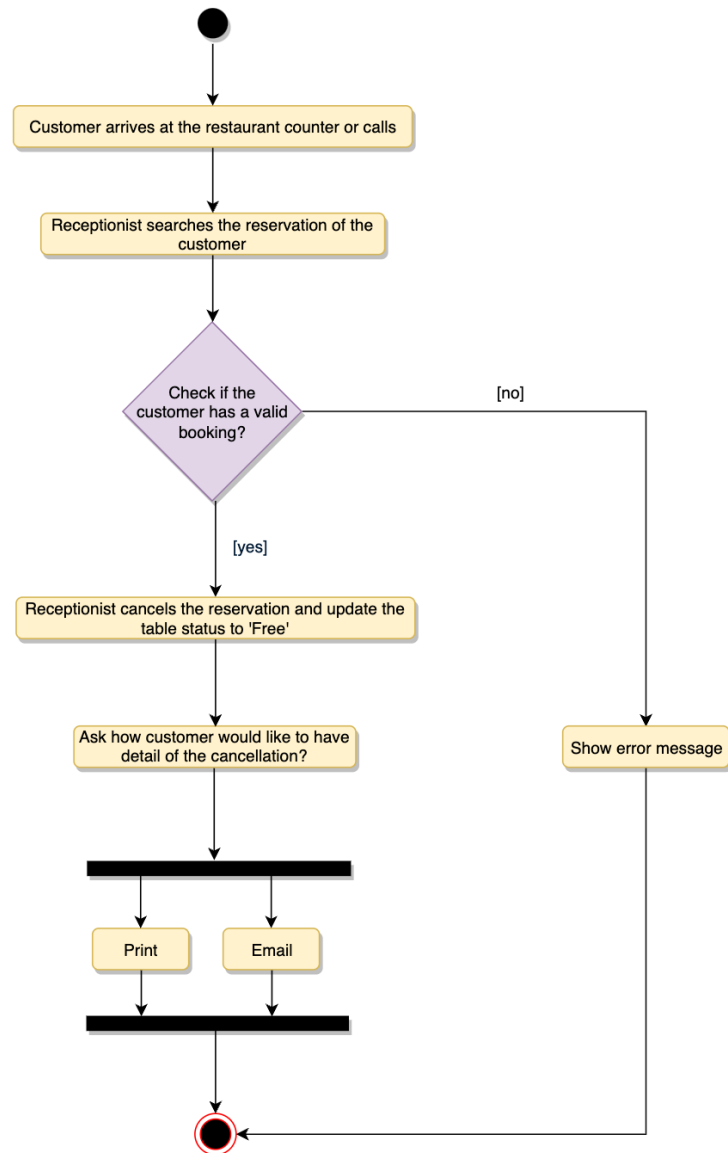 Customer arrives at the restaurant counter or calls
Receptionist searches the reservation of the
customer
Check if the
customer has a valid
booking?
[no]
[yes]
Receptionist cancels the reservation and update the
table status to 'Free'
Ask how customer would like to have
detail of the cancellation?
Show error message
Print
Email